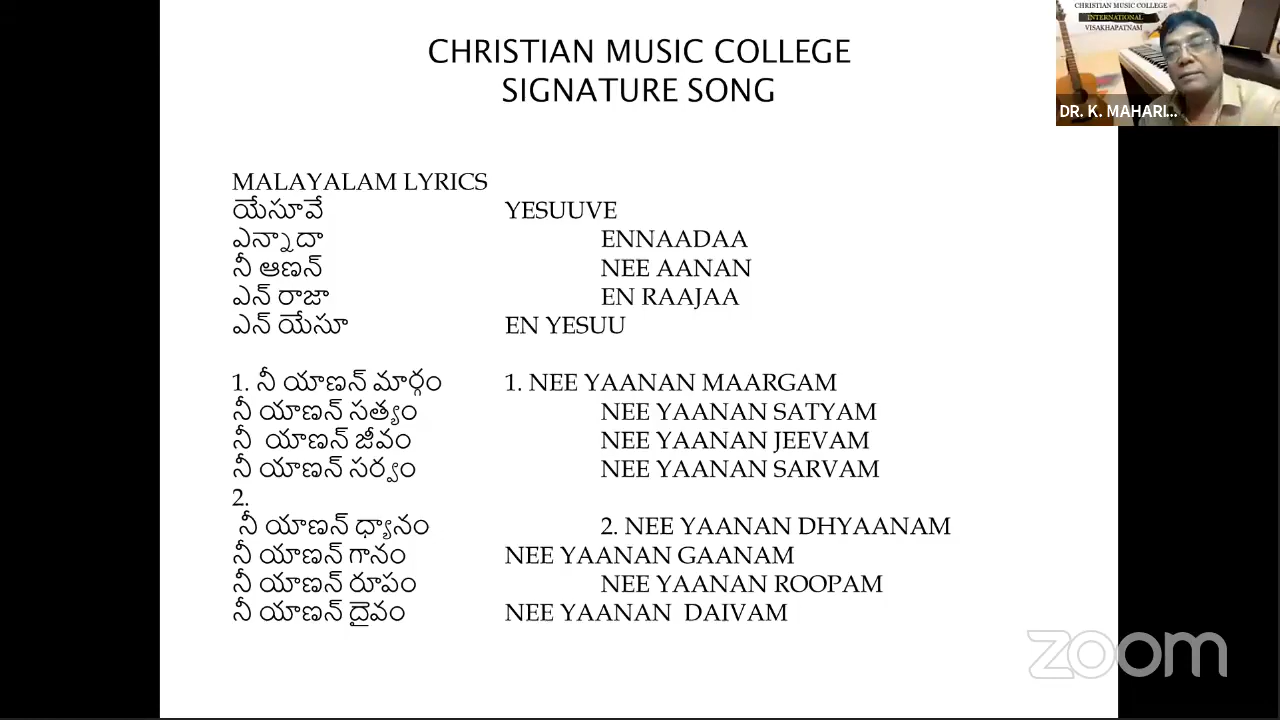 CHRISTIAN MUSIC COLLEGE
SIGNATURE SONG
CHRISTIAN MUSIC COLLEGE
INTERNATIONAL
VISAKHAPATNAM
DR. K. MAHARI...
MALAYALAM LYRICS
యేసూవే YESUUVE
ఎన్నాదా ENNAADAA
నీ ఆణన్ NEE AANAN
ఎన్ రాజా EN RAAJAA
ఎన్ యేసూ EN YESUU
1. నీ యాణన్ మార్గం 1. NEE YAANAN MAARGAM
నీ యాణన్ సత్యం NEE YAANAN SATYAM
నీ యాణన్ జీవం NEE YAANAN JEEVAM
నీ యాణన్ సర్వం NEE YAANAN SARVAM
2.
నీ యాణన్ ధ్యానం 2. NEE YAANAN DHYAANAM
నీ యాణన్ గానం NEE YAANAN GAANAM
నీ యాణన్ రూపం NEE YAANAN ROOPAM
నీ యాణన్ దైవం NEE YAANAN DAIVAM
zoom